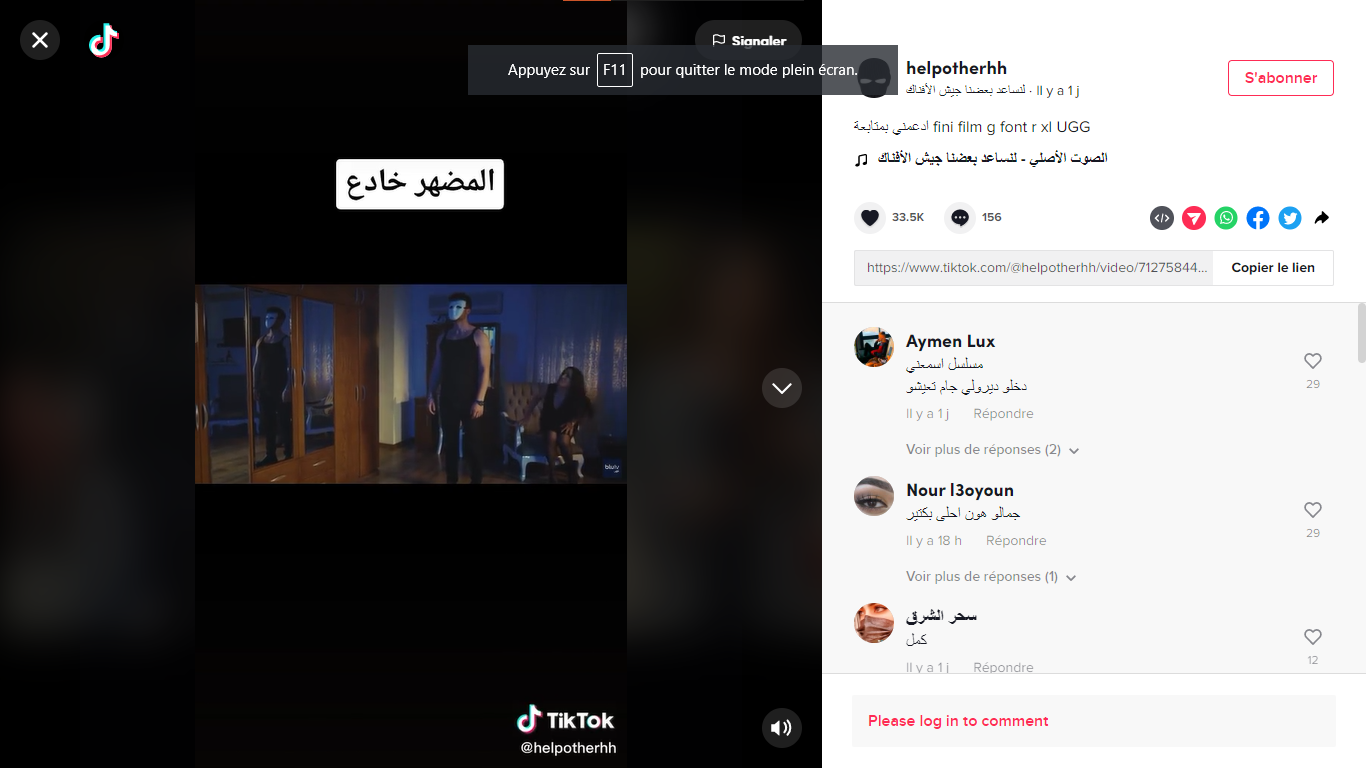 Signaler
Appuyez sur F11 pour quitter le mode plein écran.
المضهر خادع
TikTok
@helpotherhh
helpotherhh
لنساعد بعضنا جيش الأقناك · Il y a 1 j
S'abonner
ادعمني بمتابعة fini film g font r xl UGG
الصوت الأصلي - لنساعد بعضنا جيش الأقناك
33.5K
156
https://www.tiktok.com/@helpotherhh/video/71275844...
Copier le lien
Aymen Lux
مسلسل اسمعني
دخلو ديرولي جام تعيشو
29
Il y a 1 j Répondre
Voir plus de réponses (2)
Nour l3oyoun
جمالو هون احلى بكتير
29
Il y a 18 h Répondre
Voir plus de réponses (1)
سحر الشرق
كمل
12
Il y a 1 j Répondre
Please log in to comment